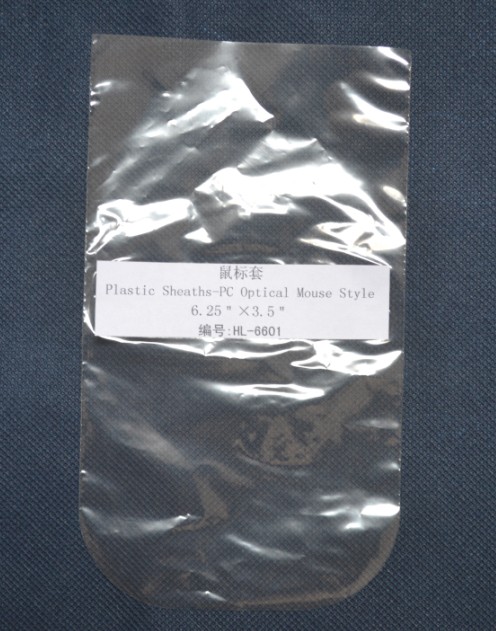 鼠标套
Plastic Sheaths-PC Optical Mouse Style
6.25"×3.5"
编号:HL-6601